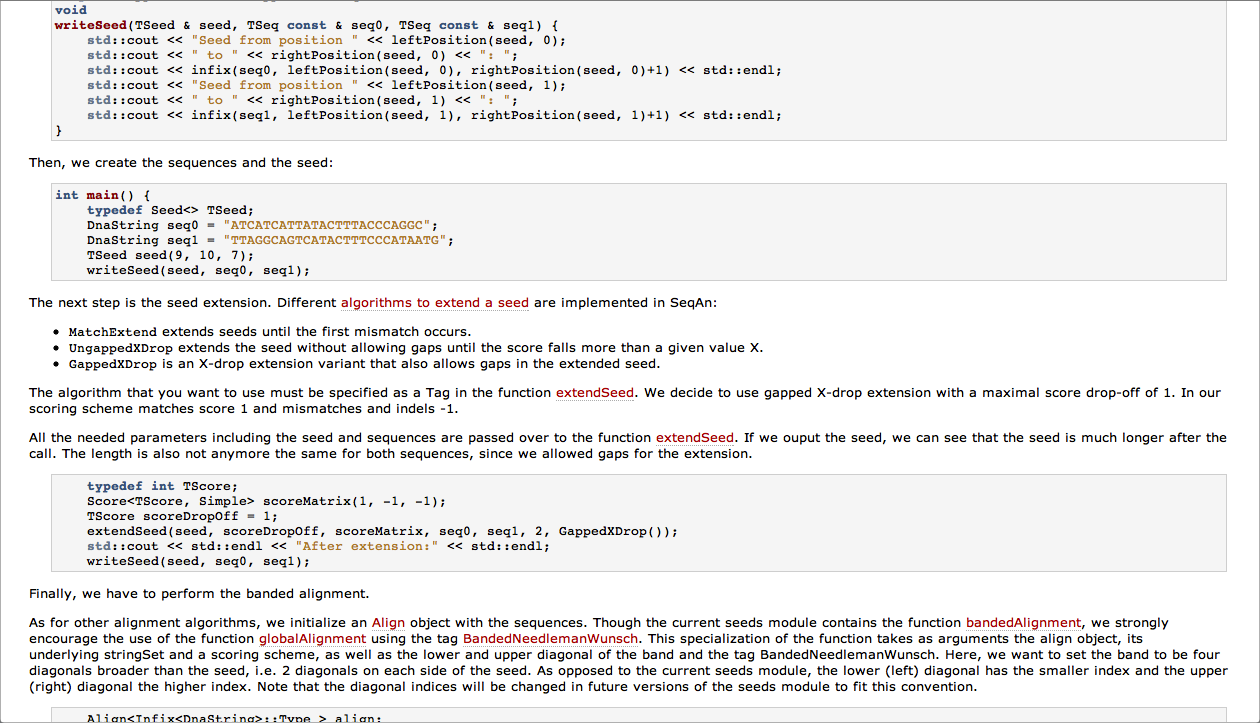 void
writeSeed(TSeed & seed, TSeq const & seq0, TSeq const & seq1) {
    std::cout << "Seed from position " << leftPosition(seed, 0);
    std::cout << " to " << rightPosition(seed, 0) << ": ";
    std::cout << infix(seq0, leftPosition(seed, 0), rightPosition(seed, 0)+1) << std::endl;
    std::cout << "Seed from position " << leftPosition(seed, 1);
    std::cout << " to " << rightPosition(seed, 1) << ": ";
    std::cout << infix(seq1, leftPosition(seed, 1), rightPosition(seed, 1)+1) << std::endl;
}
Then, we create the sequences and the seed:
int main() {
    typedef Seed<> TSeed;
    DnaString seq0 = "ATCATCATTATACTTTACCCAGGC";
    DnaString seq1 = "TTAGGCAGTCATACTTTCCCATAATG";
    TSeed seed(9, 10, 7);
    writeSeed(seed, seq0, seq1);
The next step is the seed extension. Different algorithms to extend a seed are implemented in SeqAn:
• MatchExtend extends seeds until the first mismatch occurs.
• UngappedXDrop extends the seed without allowing gaps until the score falls more than a given value X.
• GappedXDrop is an X-drop extension variant that also allows gaps in the extended seed.
The algorithm that you want to use must be specified as a Tag in the function extendSeed. We decide to use gapped X-drop extension with a maximal score drop-off of 1. In our
scoring scheme matches score 1 and mismatches and indels -1.
All the needed parameters including the seed and sequences are passed over to the function extendSeed. If we ouput the seed, we can see that the seed is much longer after the
call. The length is also not anymore the same for both sequences, since we allowed gaps for the extension.
    typedef int TScore;
    Score<TScore, Simple> scoreMatrix(1, -1, -1);
    TScore scoreDropOff = 1;
    extendSeed(seed, scoreDropOff, scoreMatrix, seq0, seq1, 2, GappedXDrop());
    std::cout << std::endl << "After extension:" << std::endl;
    writeSeed(seed, seq0, seq1);
Finally, we have to perform the banded alignment.
As for other alignment algorithms, we initialize an Align object with the sequences. Though the current seeds module contains the function bandedAlignment, we strongly
encourage the use of the function globalAlignment using the tag BandedNeedlemanWunsch. This specialization of the function takes as arguments the align object, its
underlying stringSet and a scoring scheme, as well as the lower and upper diagonal of the band and the tag BandedNeedlemanWunsch. Here, we want to set the band to be four
diagonals broader than the seed, i.e. 2 diagonals on each side of the seed. As opposed to the current seeds module, the lower (left) diagonal has the smaller index and the upper
(right) diagonal the higher index. Note that the diagonal indices will be changed in future versions of the seeds module to fit this convention.
    Align<Infix<DnaString>::Type > align;